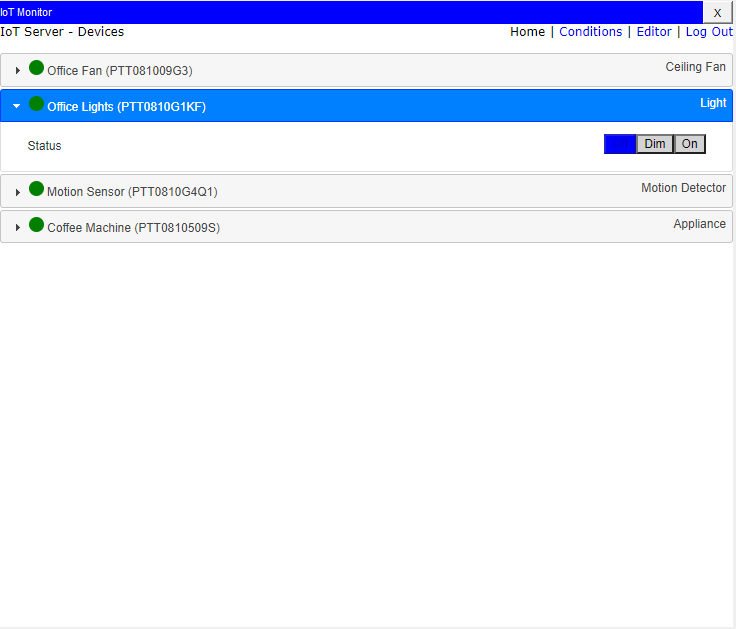 IoT Monitor X
IoT Server - Devices Home | Conditions | Editor | Log Out
Office Fan (PTT081009G3) Ceiling Fan
Office Lights (PTT0810G1KF) Light
Status Dim On
Motion Sensor (PTT0810G4Q1) Motion Detector
Coffee Machine (PTT0810509S) Appliance